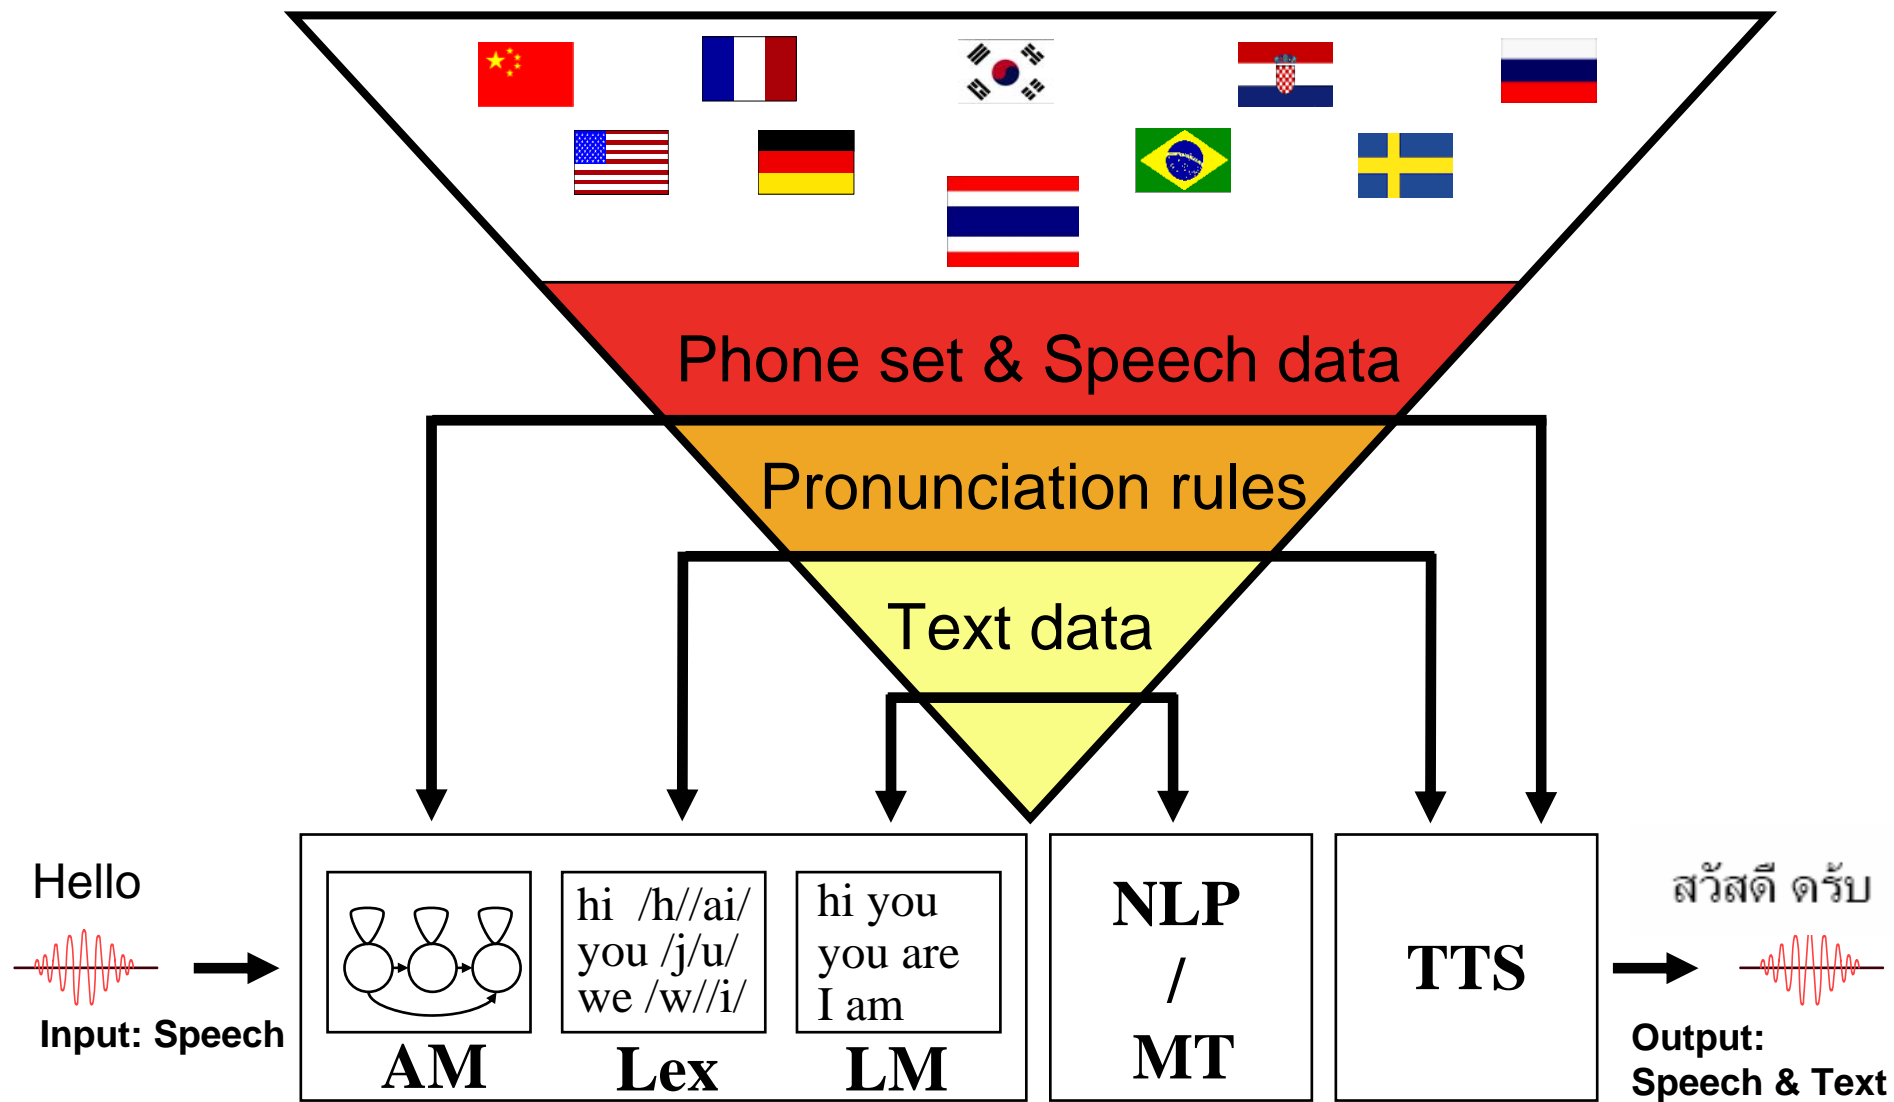 Phone set & Speech data
Pronunciation rules
Text data
Hello
Input: Speech
hi /h//ai/
you /j/u/
we /w//i/
hi you
you are
I am
AM
Lex
LM
NLP
/
MT
TTS
สวัสดี ดรับ
Output:
Speech & Text